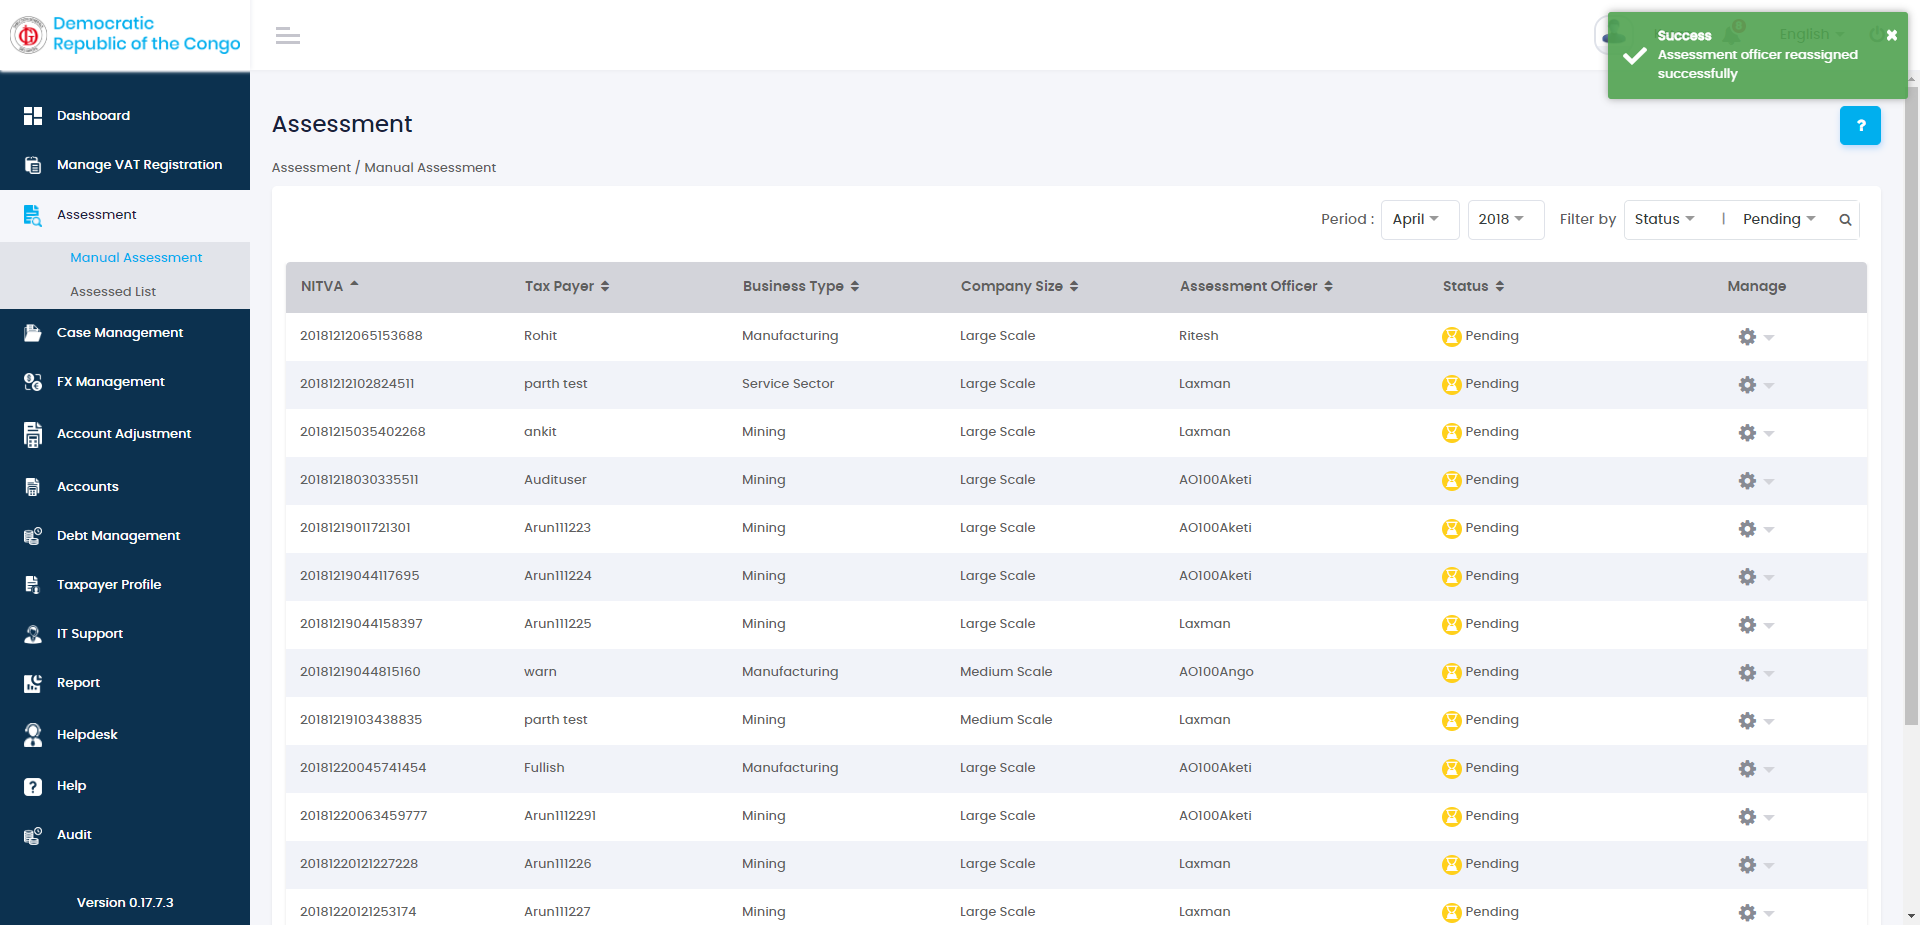 Democratic
Republic of the Congo
English
Success
Assessment officer reassigned
successfully
Dashboard
Manage VAT Registration
Assessment
Manual Assessment
Assessed List
Case Management
FX Management
Account Adjustment
Accounts
Debt Management
Taxpayer Profile
IT Support
Report
Helpdesk
Help
Audit
Version 0.17.7.3
Assessment
?
Assessment / Manual Assessment
Period : April 2018 Filter by Status | Pending
NITVA Tax Payer Business Type Company Size Assessment Officer Status Manage
20181212065153688 Rohit Manufacturing Large Scale Ritesh Pending
20181212102824511 parth test Service Sector Large Scale Laxman Pending
20181215035402268 ankit Mining Large Scale Laxman Pending
20181218030335511 Audituser Mining Large Scale AO100Aketi Pending
20181219011721301 Arun111223 Mining Large Scale AO100Aketi Pending
20181219044117695 Arun111224 Mining Large Scale AO100Aketi Pending
20181219044158397 Arun111225 Mining Large Scale Laxman Pending
20181219044815160 warn Manufacturing Medium Scale AO100Ango Pending
20181219103438835 parth test Mining Medium Scale Laxman Pending
20181220045741454 Fullish Manufacturing Large Scale AO100Aketi Pending
20181220063459777 Arun1112291 Mining Large Scale AO100Aketi Pending
20181220121227228 Arun111226 Mining Large Scale Laxman Pending
20181220121253174 Arun111227 Mining Large Scale Laxman Pending